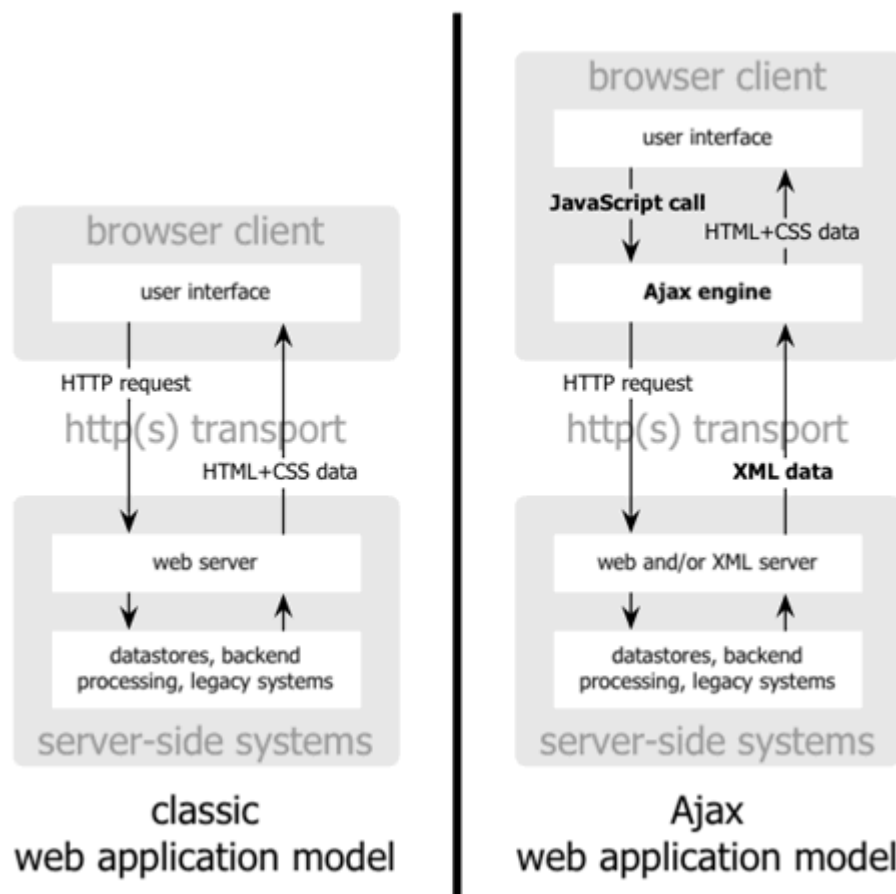 browser client
user interface
HTTP request
http(s) transport
HTML+CSS data
web server
datastores, backend
processing, legacy systems
server-side systems
classic
web application model
browser client
user interface
JavaScript call
HTML+CSS data
Ajax engine
HTTP request
http(s) transport
XML data
web and/or XML server
datastores, backend
processing, legacy systems
server-side systems
Ajax
web application model